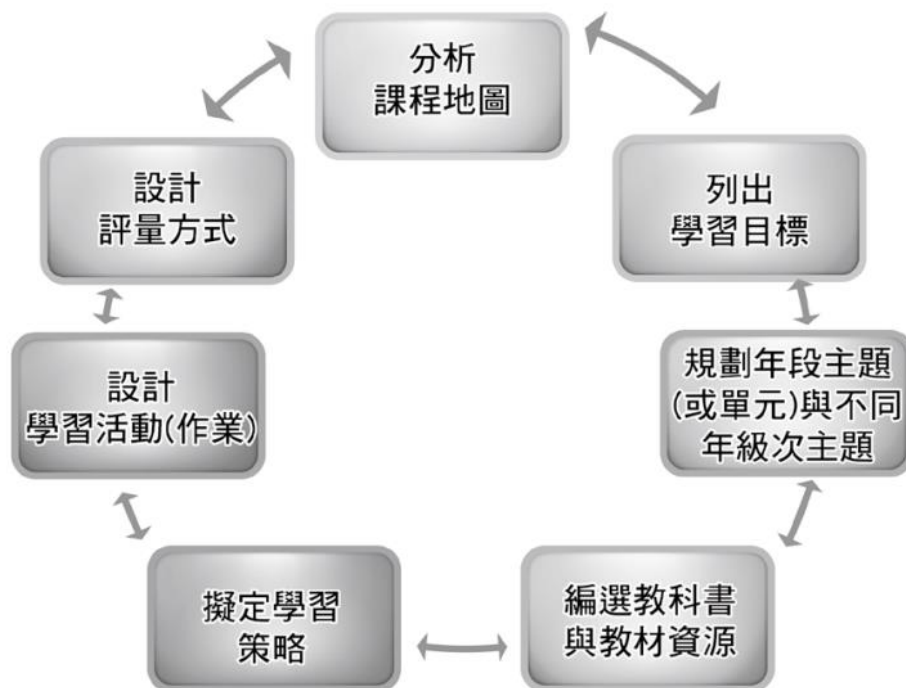 分析
課程地圖
列出
學習目標
規劃年段主題
(或單元)與不同
年級次主題
編選教科書
與教材資源
擬定學習
策略
設計
學習活動(作業)
設計
評量方式